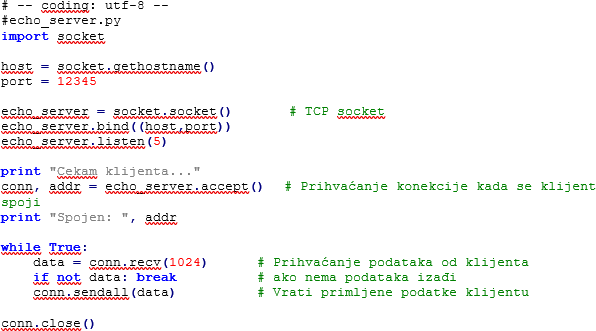 # -- coding: utf-8 --
#echo_server.py
import socket

host = socket.gethostname()
port = 12345

echo_server = socket.socket()       # TCP socket
echo_server.bind((host,port))
echo_server.listen(5)

print "Cekam klijenta..."
conn, addr = echo_server.accept()   # Prihvaćanje konekcije kada se klijent
spoji
print "Spojen: ", addr

while True:
    data = conn.recv(1024)      # Prihvaćanje podataka od klijenta
    if not data: break          # ako nema podataka izađi
    conn.sendall(data)          # Vrati primljene podatke klijentu

conn.close()